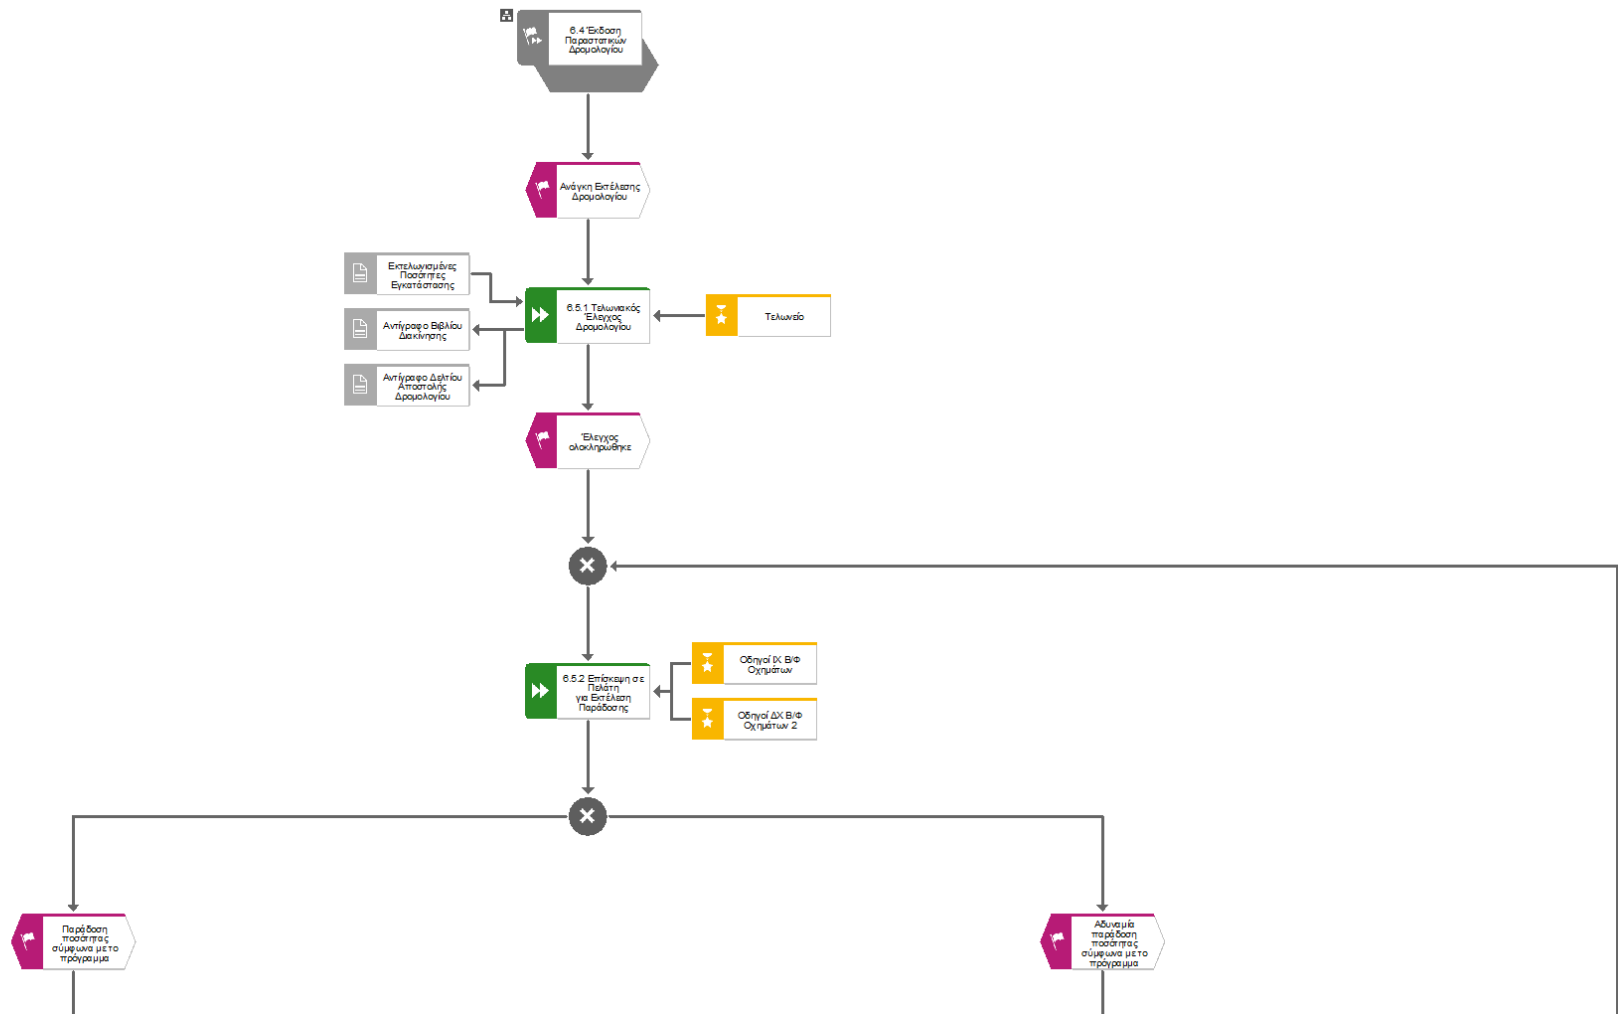 6.4 Έκδοση
Παραστατικών
Δρομολογίου
Ανάγκη Εκτέλεσης
Δρομολογίου
Εκτελωνισμένες
Ποσότητες
Εγκατάστασης
6.5.1 Τελωνιακός
Έλεγχος
Δρομολογίου
Τελωνείο
Αντίγραφο Βιβλίου
Διακίνησης
Αντίγραφο Δελτίου
Αποστολής
Δρομολογίου
Έλεγχος
ολοκληρώθηκε
6.5.2 Επίσκεψη σε
Πελάτη
για Εκτέλεση
Παράδοσης
Οδηγοί ΙΧ Β/Φ
Οχημάτων
Οδηγοί ΔΧ Β/Φ
Οχημάτων 2
Παράδοση
ποσότητας
σύμφωνα με το
πρόγραμμα
Αδυναμία
παράδοση
ποσότητας
σύμφωνα με το
πρόγραμμα